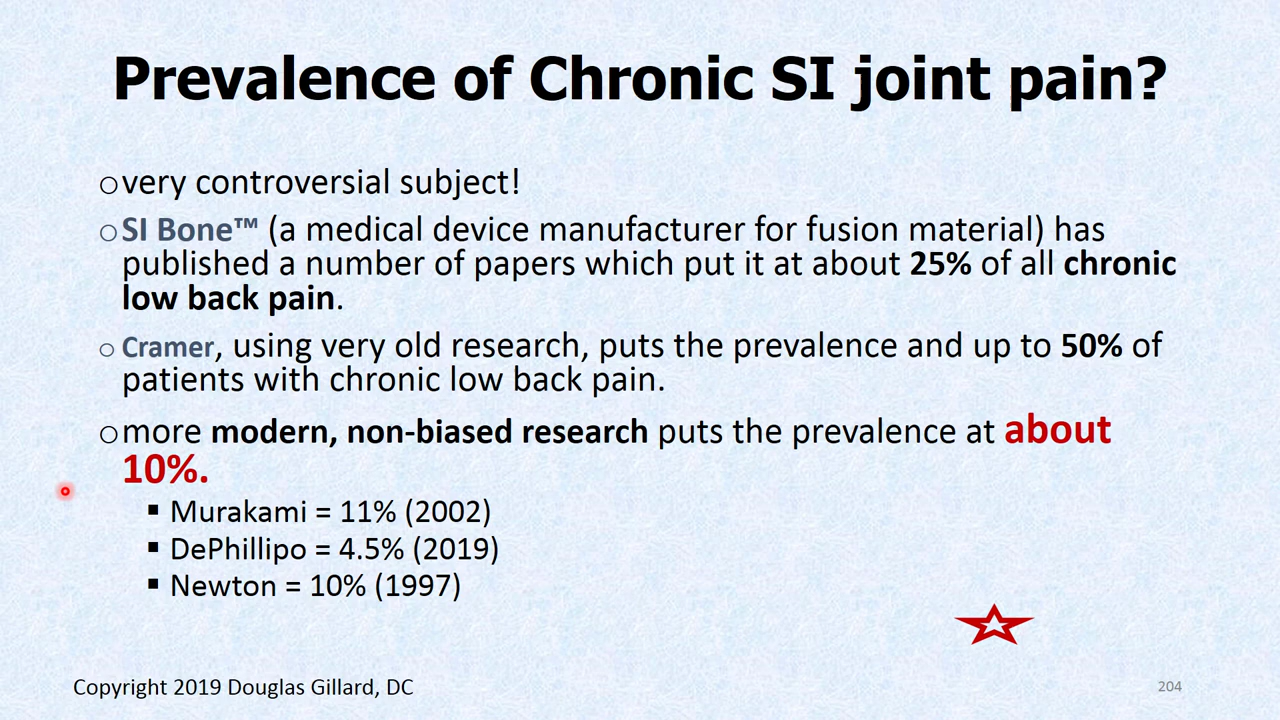 Prevalence of Chronic SI joint pain?
○very controversial subject!
○SI Bone™ (a medical device manufacturer for fusion material) has
published a number of papers which put it at about 25% of all chronic
low back pain.
○ Cramer, using very old research, puts the prevalence and up to 50% of
patients with chronic low back pain.
○more modern, non-biased research puts the prevalence at about
10%.
▪ Murakami = 11% (2002)
▪ DePhillipo = 4.5% (2019)
▪ Newton = 10% (1997)
Copyright 2019 Douglas Gillard, DC
204